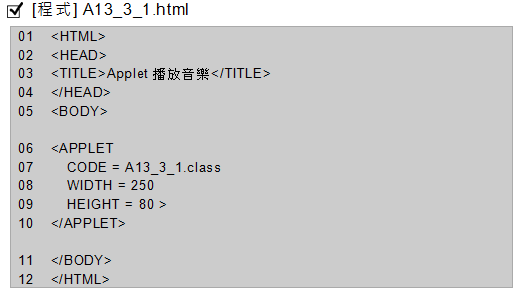 [程式] A13_3_1.html
01 <HTML>
02 <HEAD>
03 <TITLE>Applet 播放音樂</TITLE>
04 </HEAD>
05 <BODY>
06 <APPLET
07 CODE = A13_3_1.class
08 WIDTH = 250
09 HEIGHT = 80 >
10 </APPLET>
11 </BODY>
12 </HTML>